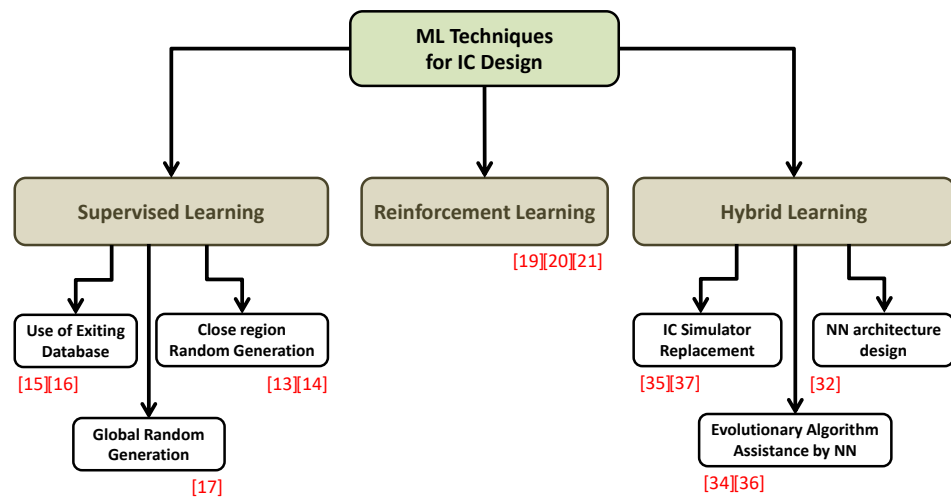 ML Techniques
for IC Design
Supervised Learning
Reinforcement Learning
Hybrid Learning
[19][20][21]
Use of Exiting
Database
[15][16]
Close region
Random Generation
[13][14]
Global Random
Generation
[17]
IC Simulator
Replacement
[35][37]
NN architecture
design
[32]
Evolutionary Algorithm
Assistance by NN
[34][36]